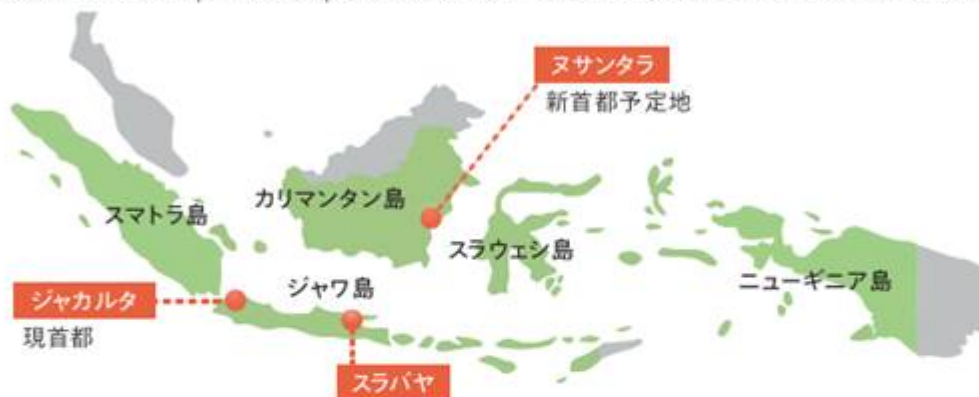 ヌサンタラ
新首都予定地
カリマンタン島
スマトラ島
スラウェシ島
ニューギニア島
ジャワ島
ジャカルタ
現首都
スラバヤ